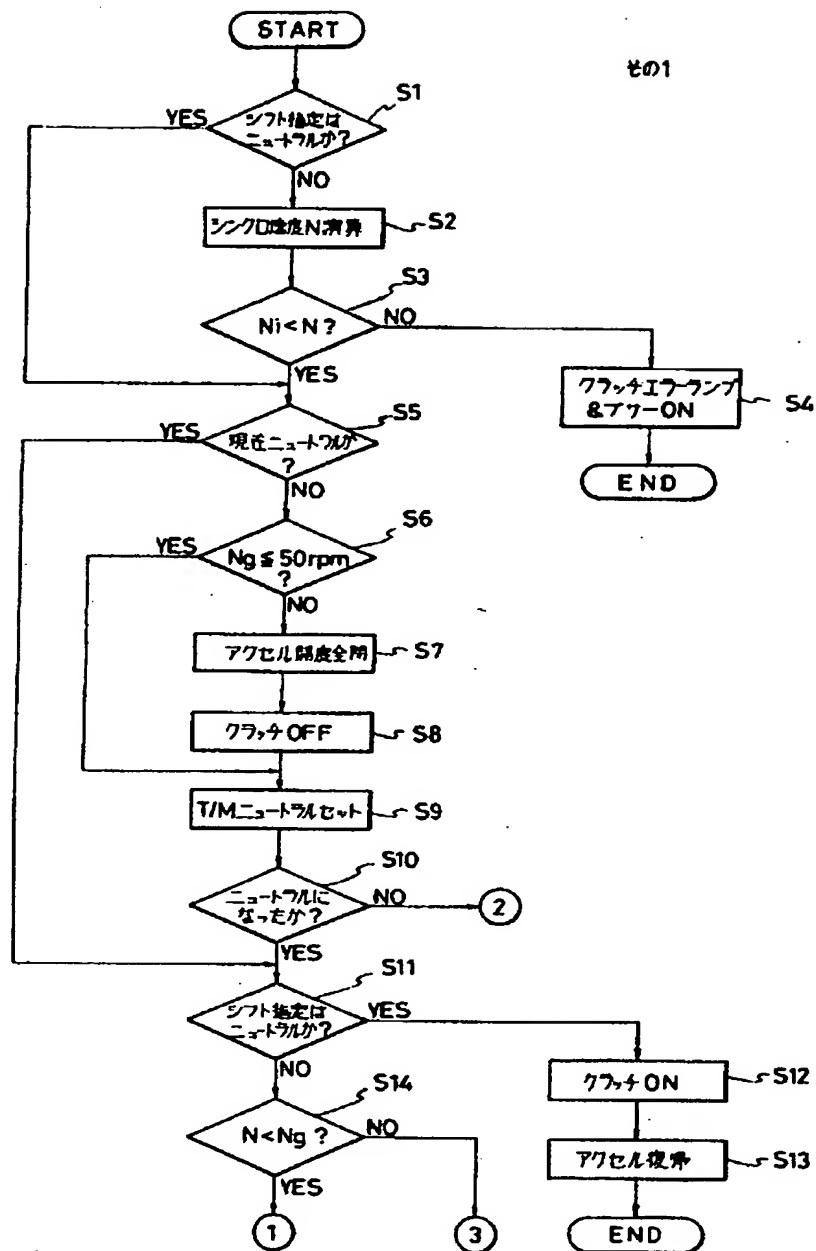 START
その1
S1
シフト指定は
ニュートラルか?
YES
NO
シンクロ速度N演算
S2
S3
Ni<N?
NO
YES
クラッチエラーランプ
&ブザーON
S4
END
S5
現在ニュートラルか
?
YES
NO
S6
Ng≦50rpm
?
YES
NO
アクセル開度全閉
S7
クラッチOFF
S8
T/Mニュートラルセット
S9
S10
ニュートラルに
なったか?
NO
②
YES
S11
シフト指定は
ニュートラルか?
YES
NO
クラッチON
S12
S14
N<Ng?
NO
YES
アクセル復帰
S13
①
③
END